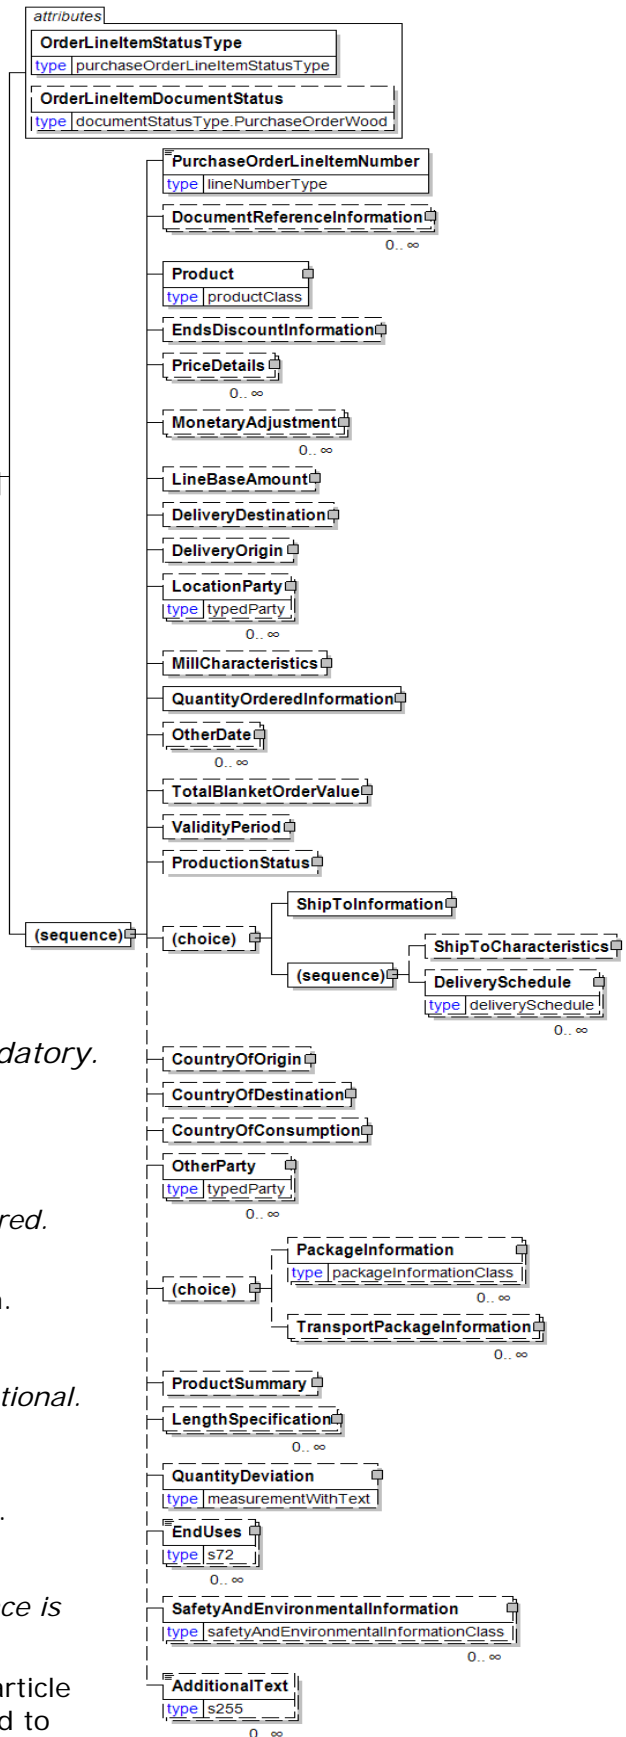 attributes
OrderLineItemStatusType
type purchaseOrderLineItemStatusType
OrderLineItemDocumentStatus
type documentStatusType.PurchaseOrderWood
PurchaseOrderLineItemNumber
type lineNumberType
DocumentReferenceInformation
0.. ∞
Product
type productClass
EndsDiscountInformation
PriceDetails
0.. ∞
MonetaryAdjustment
0.. ∞
LineBaseAmount
DeliveryDestination
DeliveryOrigin
LocationParty
type typedParty
0.. ∞
MillCharacteristics
QuantityOrderedInformation
OtherDate
0.. ∞
TotalBlanketOrderValue
ValidityPeriod
ProductionStatus
ShipToInformation
(sequence) (choice) ShipToCharacteristics
(sequence) DeliverySchedule
type deliverySchedule
0.. ∞
datory.
CountryOfOrigin
CountryOfDestination
CountryOfConsumption
OtherParty
type typedParty
0.. ∞
red.
PackageInformation
type packageInformationClass
0.. ∞
(choice)
TransportPackageInformation
0.. ∞
ProductSummary
tional.
LengthSpecification
0.. ∞
QuantityDeviation
type measurementWithText
EndUses
type s72
0.. ∞
ce is
SafetyAndEnvironmentalInformation
type safetyAndEnvironmentalInformationClass
0.. ∞
article
AdditionalText
type s255
d to
0.. ∞